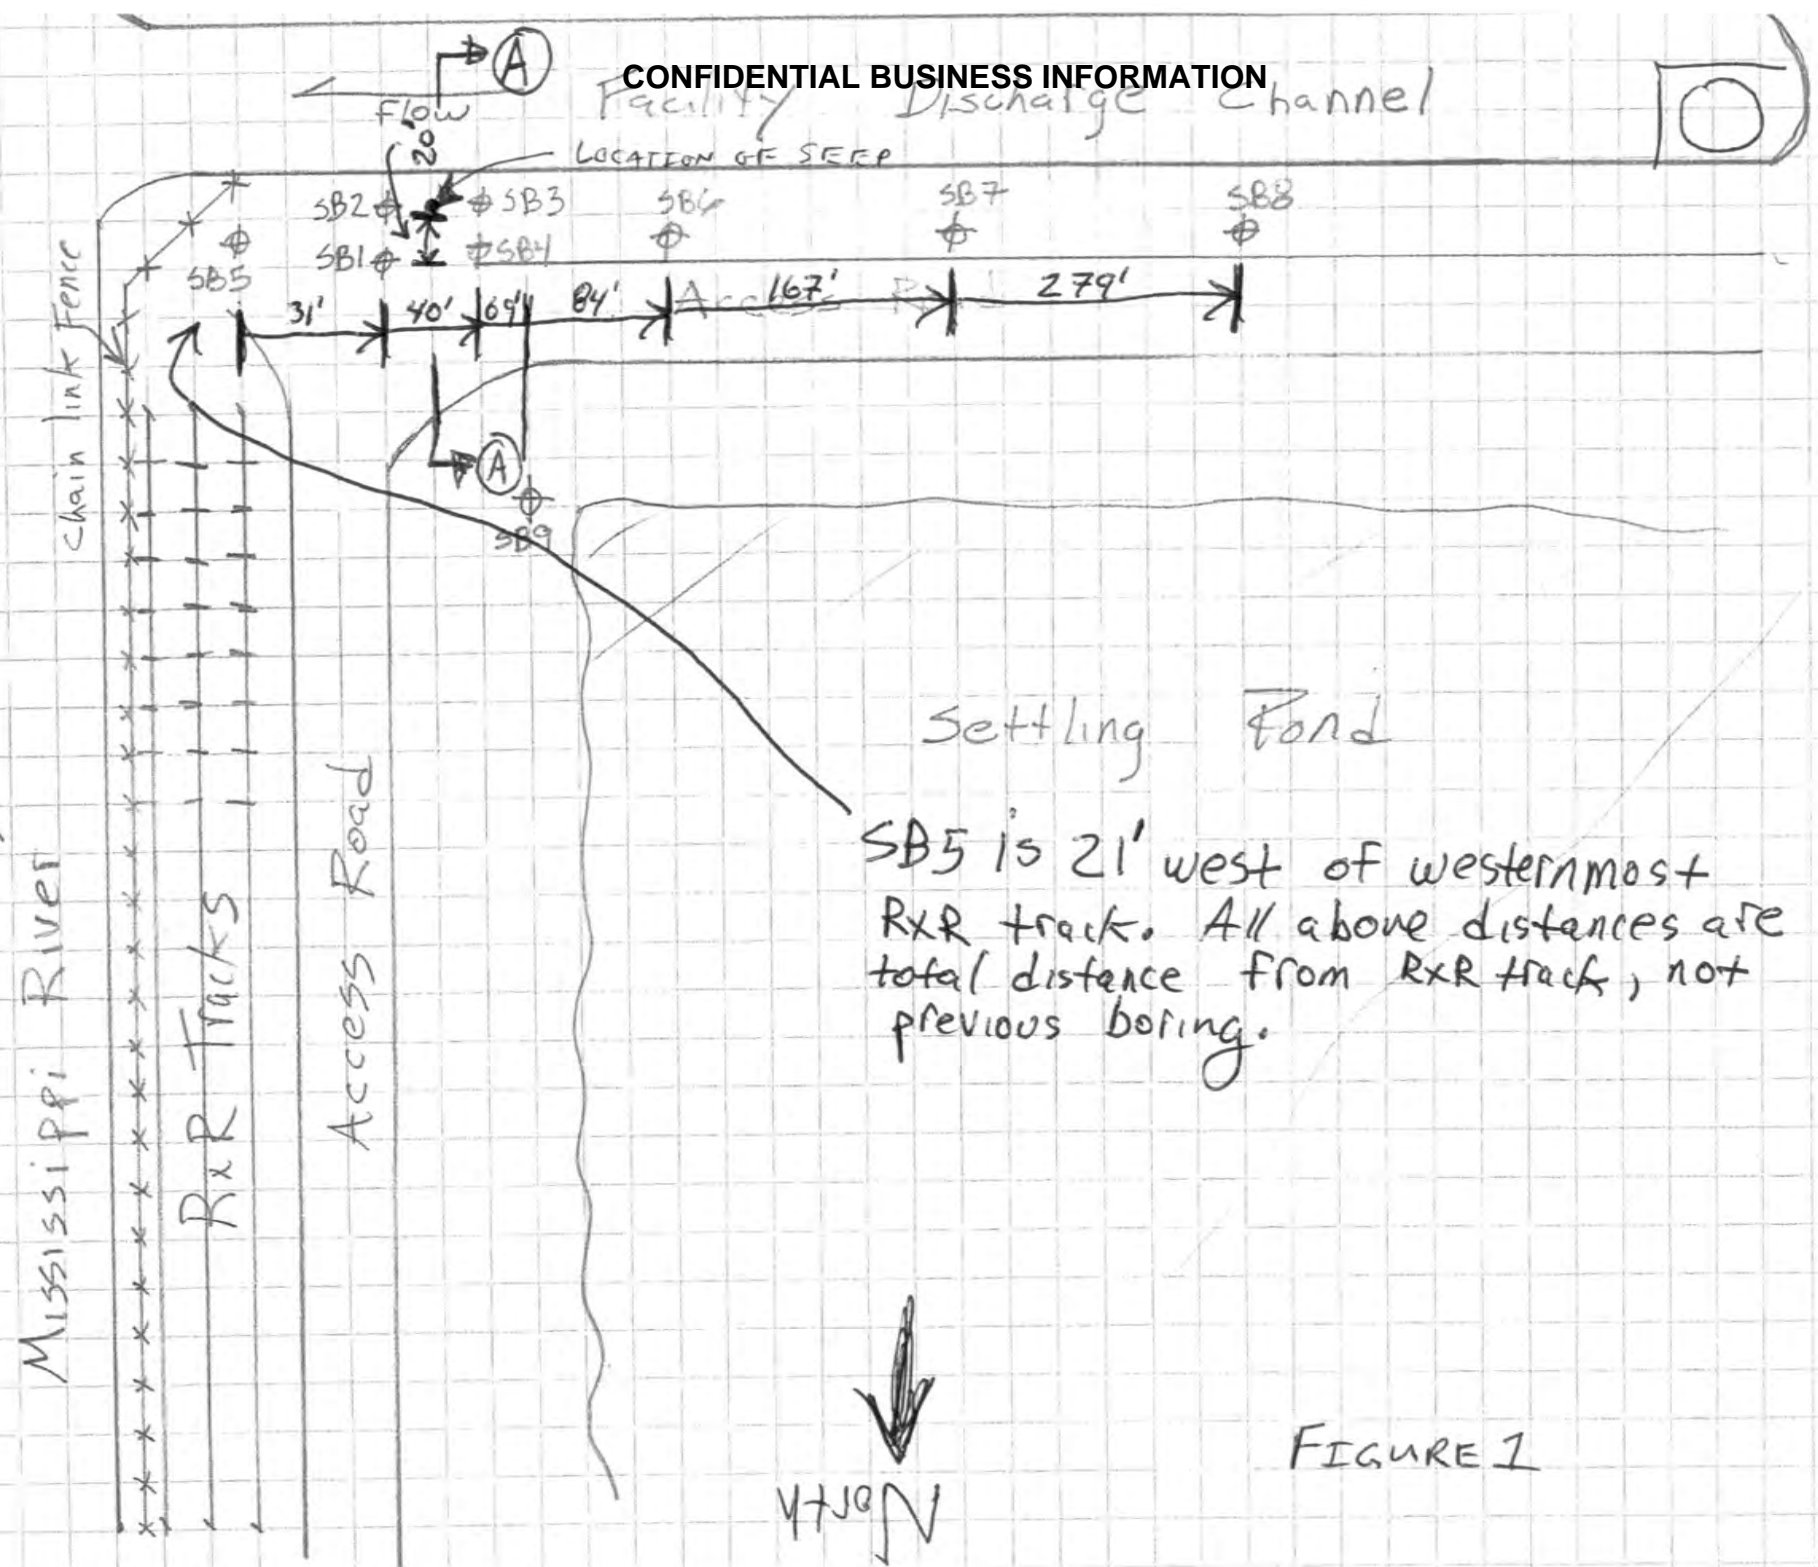 A
CONFIDENTIAL BUSINESS INFORMATION
Facility Discharge Channel
Flow
20'
LOCATION OF SEEP
SB2
SB3
SB6
SB7
SB8
SB1
SB4
SB5
31'
40'
69'
84'
167'
279'
Access Road
Chain link Fence
A
SB9
Settling Pond
SB5 is 21' west of westernmost
RxR track. All above distances are
total distance from RxR track, not
previous boring.
Mississippi River
RxR Tracks
Access Road
North
FIGURE 1